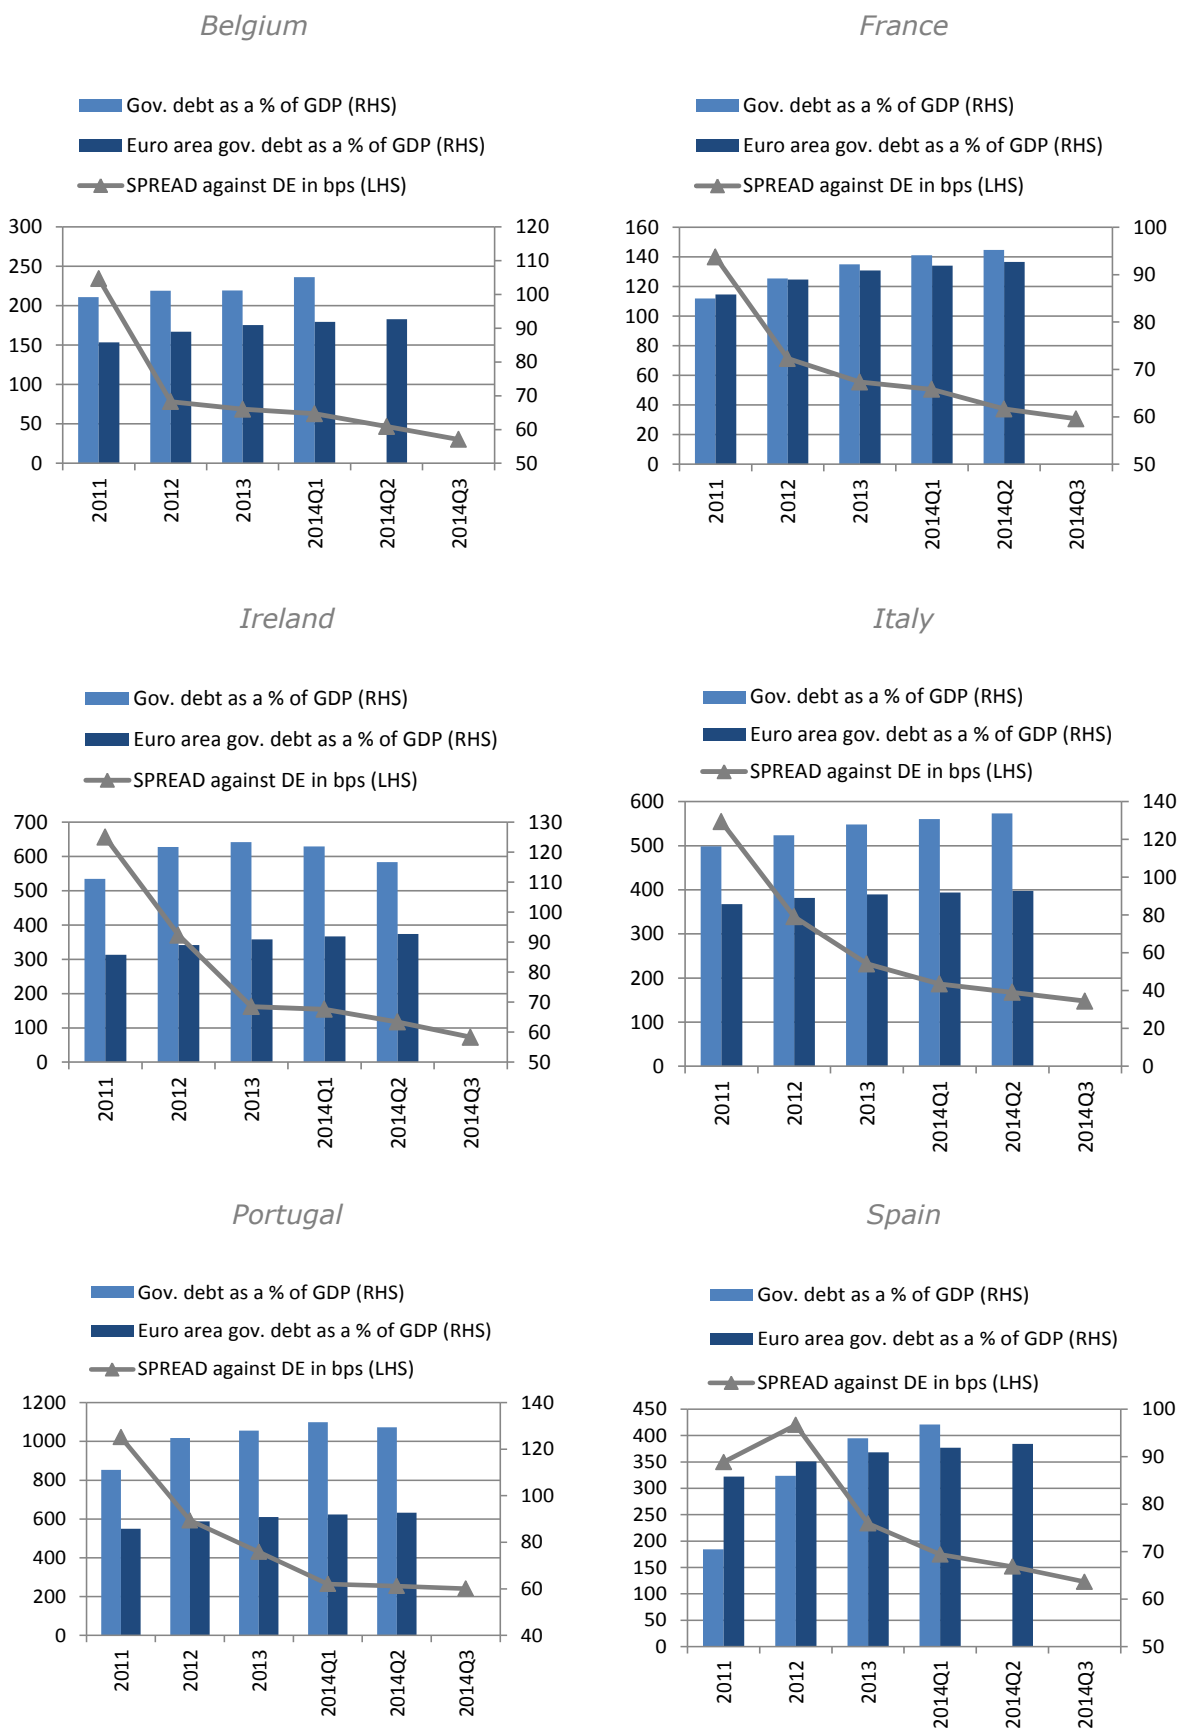 Belgium
Gov. debt as a % of GDP (RHS)
Euro area gov. debt as a % of GDP (RHS)
SPREAD against DE in bps (LHS)
300
250
200
150
100
50
0
120
110
100
90
80
70
60
50
2011
2012
2013
2014Q1
2014Q2
2014Q3
France
Gov. debt as a % of GDP (RHS)
Euro area gov. debt as a % of GDP (RHS)
SPREAD against DE in bps (LHS)
160
140
120
100
80
60
40
20
0
100
90
80
70
60
50
2011
2012
2013
2014Q1
2014Q2
2014Q3
Ireland
Gov. debt as a % of GDP (RHS)
Euro area gov. debt as a % of GDP (RHS)
SPREAD against DE in bps (LHS)
700
600
500
400
300
200
100
0
130
120
110
100
90
80
70
60
50
2011
2012
2013
2014Q1
2014Q2
2014Q3
Italy
Gov. debt as a % of GDP (RHS)
Euro area gov. debt as a % of GDP (RHS)
SPREAD against DE in bps (LHS)
600
500
400
300
200
100
0
140
120
100
80
60
40
20
0
2011
2012
2013
2014Q1
2014Q2
2014Q3
Portugal
Gov. debt as a % of GDP (RHS)
Euro area gov. debt as a % of GDP (RHS)
SPREAD against DE in bps (LHS)
1200
1000
800
600
400
200
0
140
120
100
80
60
40
2011
2012
2013
2014Q1
2014Q2
2014Q3
Spain
Gov. debt as a % of GDP (RHS)
Euro area gov. debt as a % of GDP (RHS)
SPREAD against DE in bps (LHS)
450
400
350
300
250
200
150
100
50
0
100
90
80
70
60
50
2011
2012
2013
2014Q1
2014Q2
2014Q3